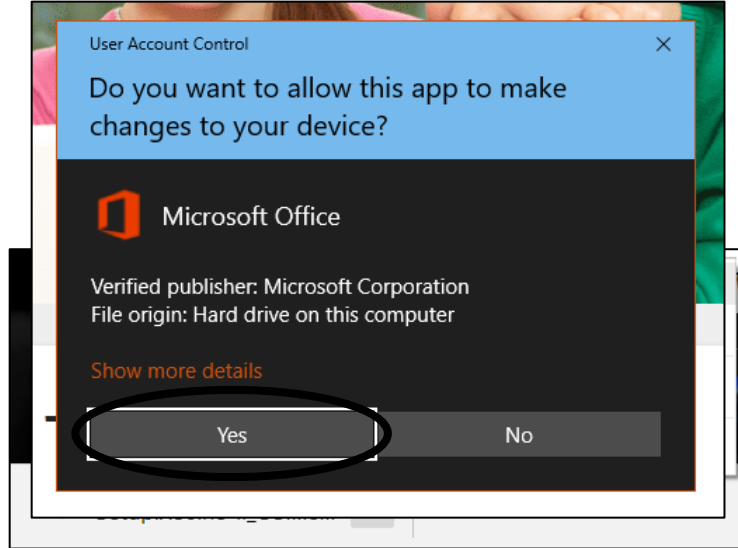 User Account Control
Do you want to allow this app to make
changes to your device?
Microsoft Office
Verified publisher: Microsoft Corporation
File origin: Hard drive on this computer
Show more details
Yes
No